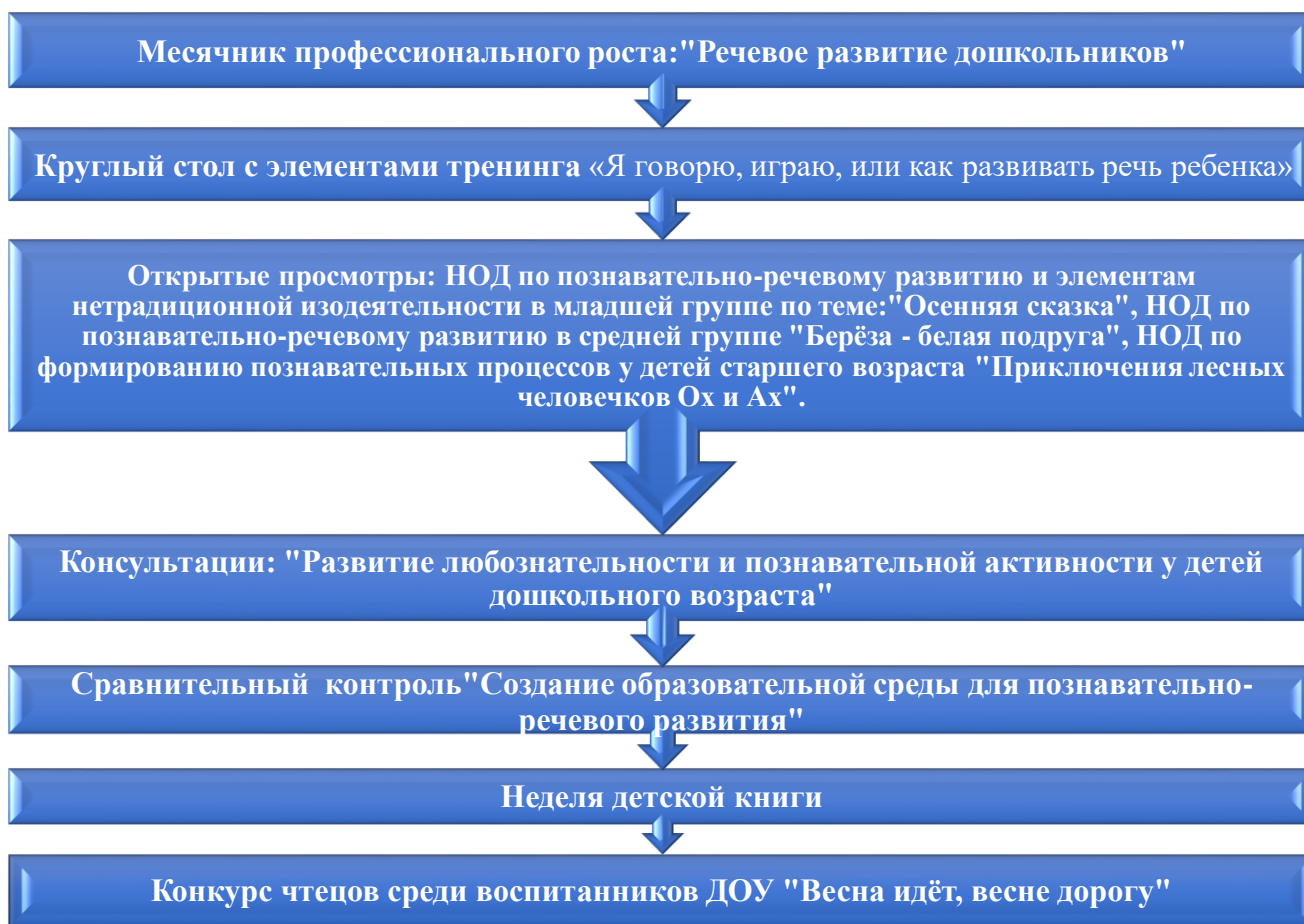 Месячник профессионального роста:"Речевое развитие дошкольников"
Круглый стол с элементами тренинга «Я говорю, играю, или как развивать речь ребенка»
Открытые просмотры: НОД по познавательно-речевому развитию и элементам
нетрадиционной изодеятельности в младшей группе по теме:"Осенняя сказка", НОД по
познавательно-речевому развитию в средней группе "Берёза - белая подруга", НОД по
формированию познавательных процессов у детей старшего возраста "Приключения лесных
человечков Ох и Ах".
Консультации: "Развитие любознательности и познавательной активности у детей
дошкольного возраста"
Сравнительный контроль"Создание образовательной среды для познавательно-
речевого развития"
Неделя детской книги
Конкурс чтецов среди воспитанников ДОУ "Весна идёт, весне дорогу"